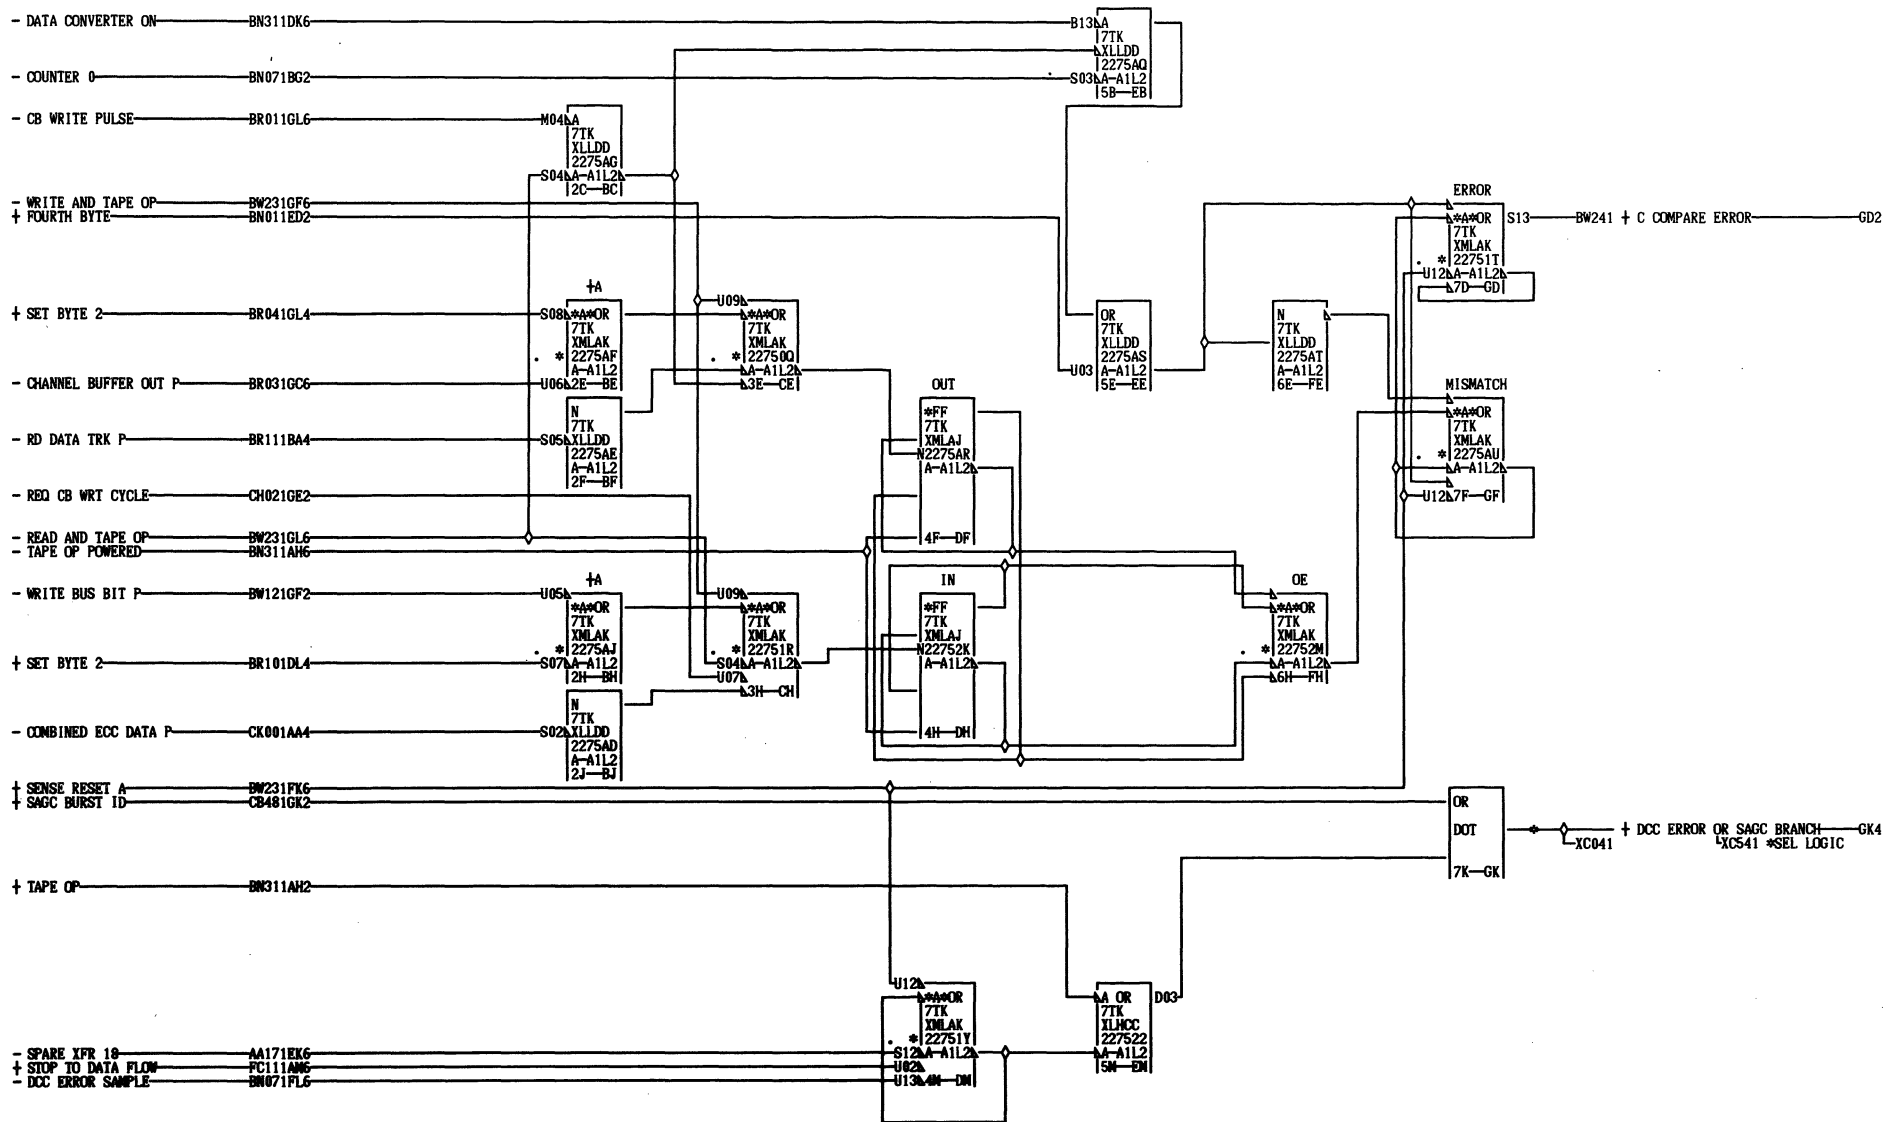 - DATA CONVERTER ON BN311DK6 B13 A
7TK
XLLDD
2275AQ
- COUNTER 0 BN071BG2 S03 A-A1L2
5B EB
- CB WRITE PULSE BR011GL6 M04 A
7TK
XLLDD
2275AG
S04 A-A1L2
2C BC
- WRITE AND TAPE OP BW231GF6
+ FOURTH BYTE BN011ED2
ERROR
*A*OR S13 BW241 + C COMPARE ERROR GD2
7TK
XMLAK
* 22751T
U12 A-A1L2
7D GD
+A
+ SET BYTE 2 BR041GL4 S08 *A*OR
7TK
XMLAK
* 2275AF
A-A1L2
- CHANNEL BUFFER OUT P BR031GC6 U06 2E BE
U09
*A*OR
7TK
XMLAK
* 22750Q
A-A1L2
3E CE
OR
7TK
XLLDD
2275AS
U03 A-A1L2
5E EE
N
7TK
XLLDD
2275AT
A-A1L2
6E FE
N
7TK
- RD DATA TRK P BR111BA4 S05 XLLDD
2275AE
A-A1L2
2F BF
OUT
*FF
7TK
XMLAJ
N 2275AR
A-A1L2
4F DF
MISMATCH
*A*OR
7TK
XMLAK
* 2275AU
A-A1L2
U12 7F GF
- REQ CB WRT CYCLE CH021GE2
- READ AND TAPE OP BW231GL6
- TAPE OP POWERED BN311AH6
+A
- WRITE BUS BIT P BW121GF2 U05
*A*OR
7TK
XMLAK
* 2275AJ
+ SET BYTE 2 BR101DL4 S07 A-A1L2
2H BH
U09
*A*OR
7TK
XMLAK
* 22751R
S04 A-A1L2
U07
3H CH
IN
*FF
7TK
XMLAJ
N 22752K
A-A1L2
4H DH
OE
*A*OR
7TK
XMLAK
* 22752M
A-A1L2
6H FH
N
7TK
- COMBINED ECC DATA P CK001AA4 S02 XLLDD
2275AD
A-A1L2
2J BJ
+ SENSE RESET A BW231FK6
+ SAGC BURST ID CB481GK2
OR
DOT + DCC ERROR OR SAGC BRANCH GK4
XC041 XC541 *SEL LOGIC
7K GK
+ TAPE OP BN311AH2
U12
*A*OR
7TK
XMLAK
* 22751Y
A OR D03
7TK
XLHCC
227522
A-A1L2
5M EM
- SPARE XFR 18 AA171EK6 S12 A-A1L2
+ STOP TO DATA FLOW FC111AM6 U02
- DCC ERROR SAMPLE BN071FL6 U13 4M DM